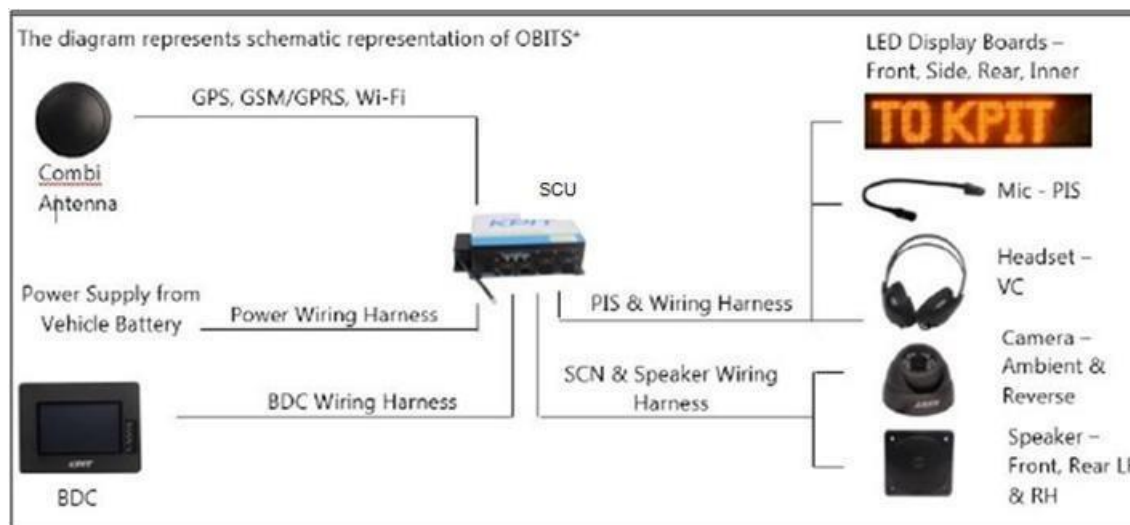 The diagram represents schematic representation of OBITS*
GPS, GSM/GPRS, Wi-Fi
Combi
Antenna
SCU
KPIT
Power Supply from
Vehicle Battery
Power Wiring Harness
BDC Wiring Harness
KPIT
BDC
PIS & Wiring Harness
SCN & Speaker Wiring
Harness
LED Display Boards –
Front, Side, Rear, Inner
TO KPIT
Mic - PIS
Headset –
VC
Camera –
Ambient &
Reverse
Speaker –
Front, Rear L
& RH